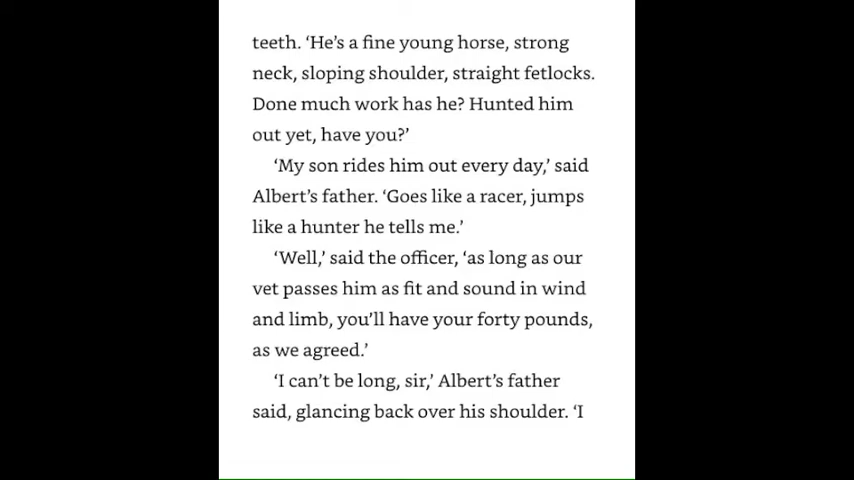 teeth. ‘He’s a fine young horse, strong
neck, sloping shoulder, straight fetlocks.
Done much work has he? Hunted him
out yet, have you?’
‘My son rides him out every day,’ said
Albert’s father. ‘Goes like a racer, jumps
like a hunter he tells me.’
‘Well,’ said the officer, ‘as long as our
vet passes him as fit and sound in wind
and limb, you’ll have your forty pounds,
as we agreed.’
‘I can’t be long, sir,’ Albert’s father
said, glancing back over his shoulder. ‘I